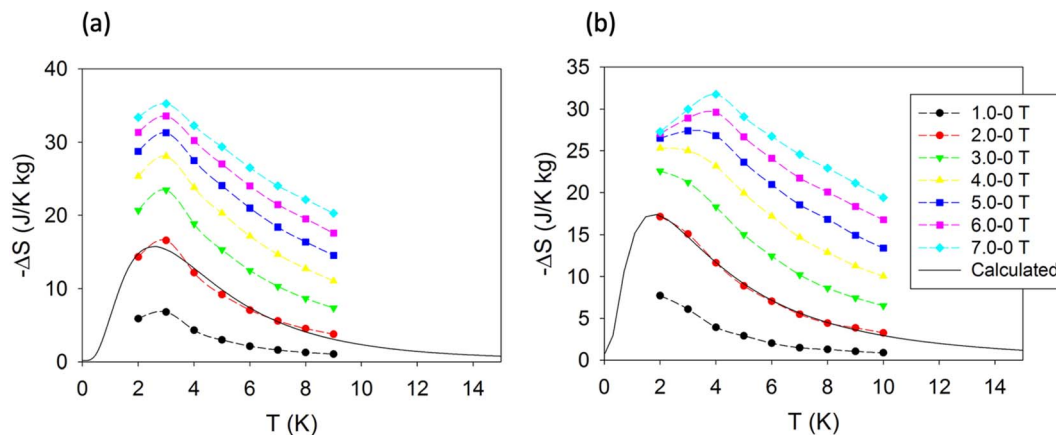 (a)
(b)
-ΔS (J/K kg)
40
30
20
10
0
0 2 4 6 8 10 12 14
T (K)
-ΔS (J/K kg)
35
30
25
20
15
10
5
0
0 2 4 6 8 10 12 14
T (K)
1.0-0 T
2.0-0 T
3.0-0 T
4.0-0 T
5.0-0 T
6.0-0 T
7.0-0 T
Calculated